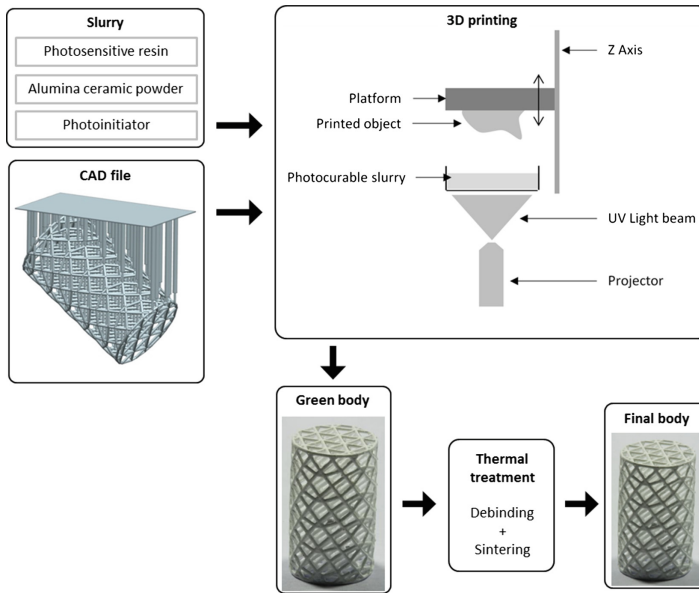 Slurry
Photosensitive resin
Alumina ceramic powder
Photoinitiator
CAD file
3D printing
Z Axis
Platform
Printed object
Photocurable slurry
UV Light beam
Projector
Green body
Thermal
treatment
Debinding
+
Sintering
Final body